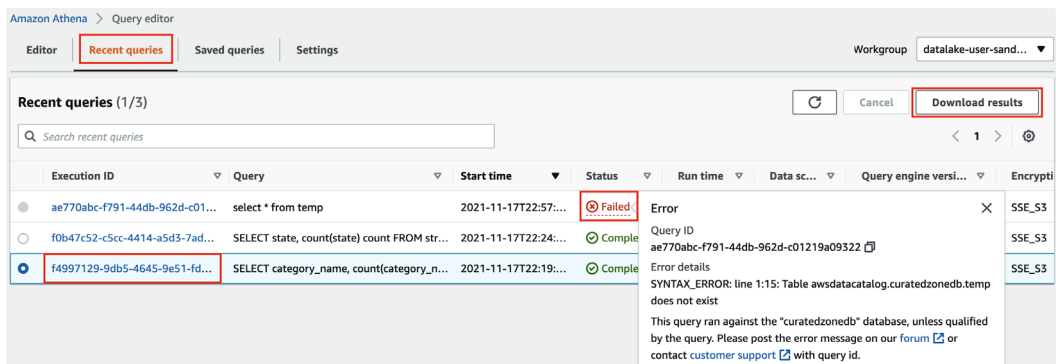 Amazon Athena > Query editor
Editor Recent queries Saved queries Settings Workgroup datalake-user-sand...
Recent queries (1/3) Cancel Download results
Search recent queries < 1 >
Execution ID Query Start time Status Run time Data sc... Query engine versi... Encrypti
ae770abc-f791-44db-962d-c01... select * from temp 2021-11-17T22:57:... Failed SSE_S3
f0b47c52-c5cc-4414-a5d3-7ad... SELECT state, count(state) count FROM str... 2021-11-17T22:24:... Comple SSE_S3
f4997129-9db5-4645-9e51-fd... SELECT category_name, count(category_n... 2021-11-17T22:19:... Comple SSE_S3
Error
Query ID
ae770abc-f791-44db-962d-c01219a09322
Error details
SYNTAX_ERROR: line 1:15: Table awsdatacatalog.curatedzonedb.temp
does not exist
This query ran against the "curatedzonedb" database, unless qualified
by the query. Please post the error message on our forum or
contact customer support with query id.